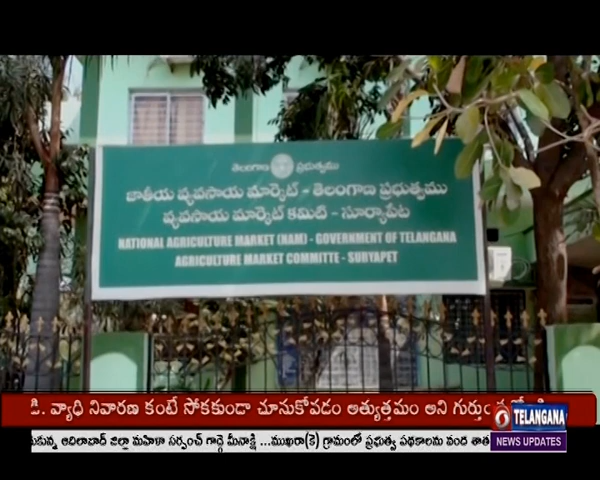 తెలంగాణ ప్రభుత్వము
జాతీయ వ్యవసాయ మార్కెట్ - తెలంగాణ ప్రభుత్వము
వ్యవసాయ మార్కెట్ కమిటి - సూర్యాపేట
NATIONAL AGRICULTURE MARKET (NAM) - GOVERNMENT OF TELANGANA
AGRICULTURE MARKET COMMITTE - SURYAPET
డి. వ్యాధి నివారణ కంటే సోకకుండా చూసుకోవడం అత్యుత్తమం అని
TELANGANA
NEWS UPDATES
కున్న ఆదిలాబాద్ జిల్లా మహిళా సర్పంచ్ గాడ్గె మీనాక్షి ...ముఖరా(కె) గ్రామంలో ప్రభుత్వ పథకాలను వంద